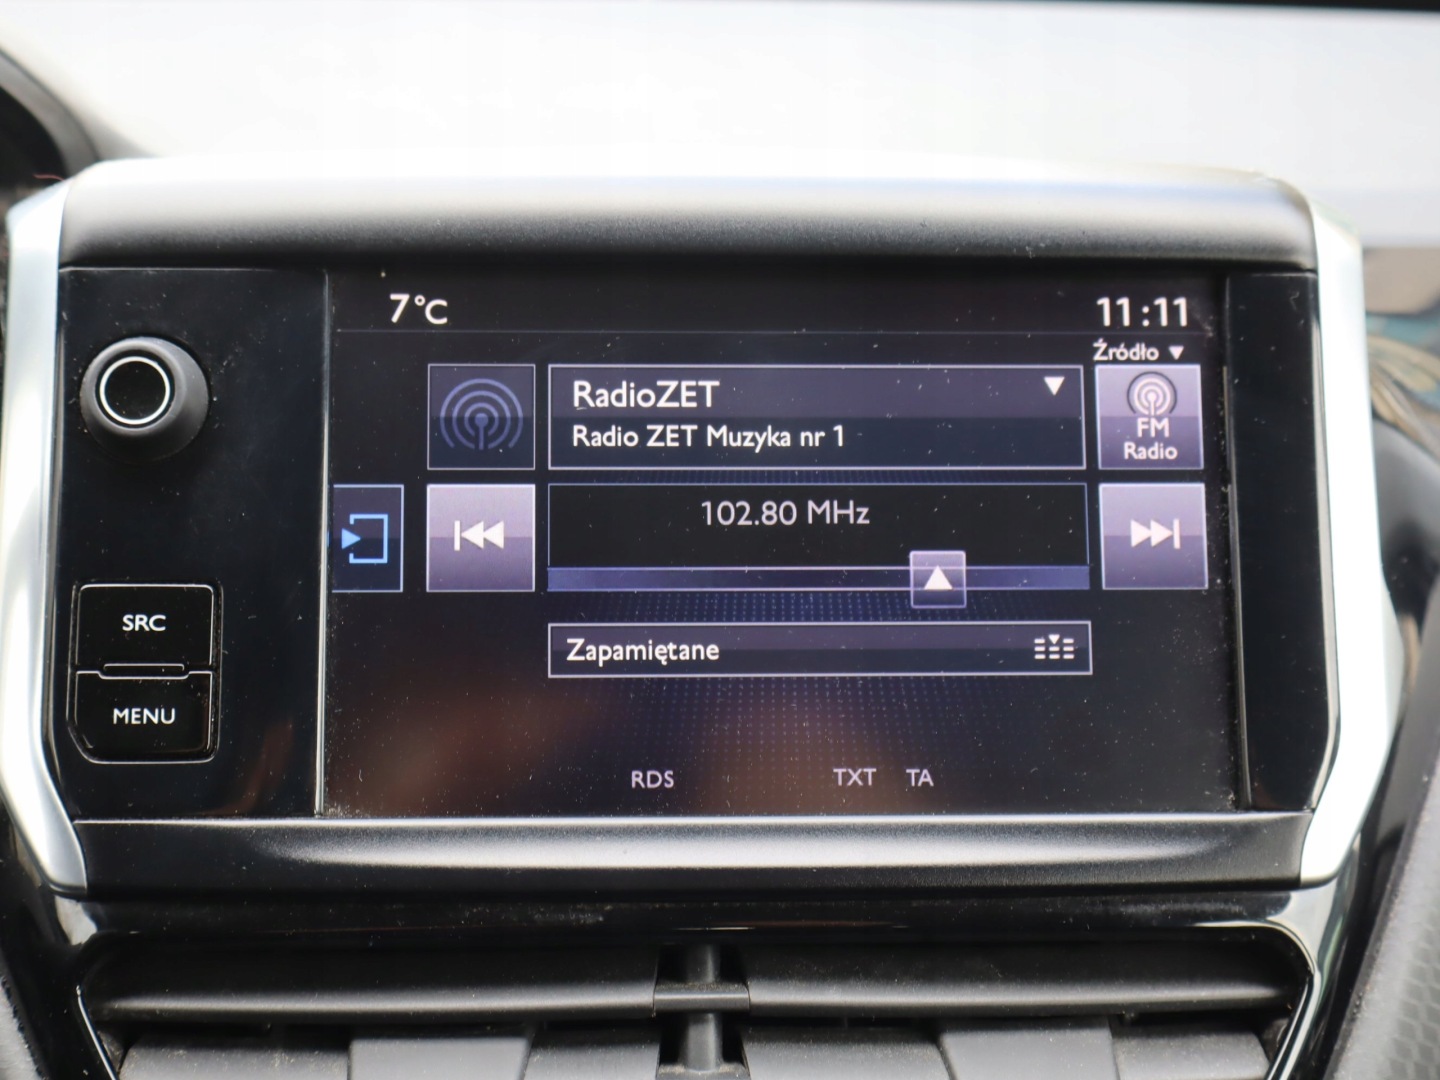 7°C
11:11
Źródło
RadioZET
Radio ZET Muzyka nr 1
FM
Radio
102.80 MHz
SRC
Zapamiętane
MENU
RDS TXT TA